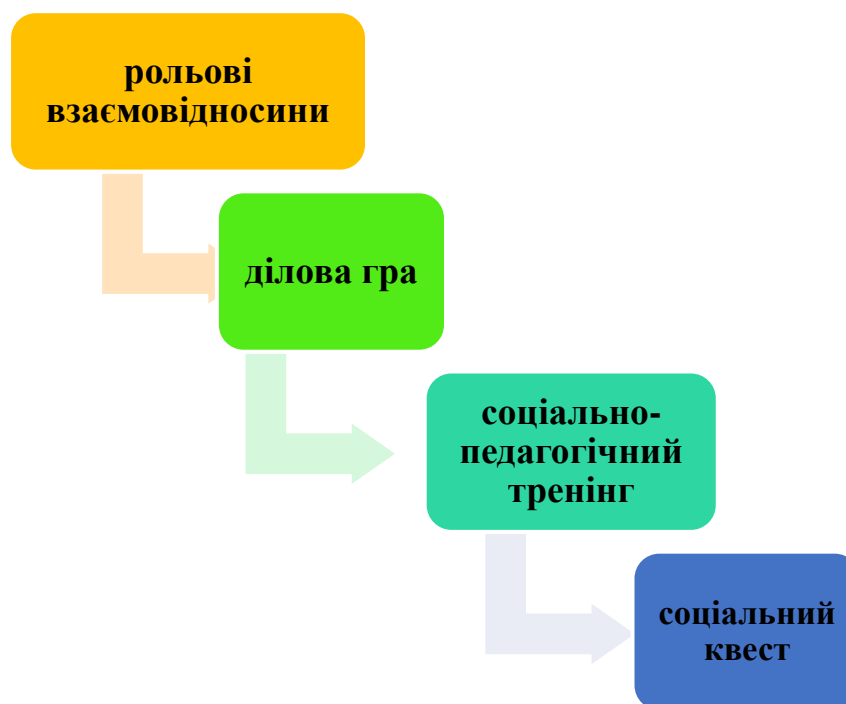 рольові
взаємовідносини
ділова гра
соціально-
педагогічний
тренінг
соціальний
квест